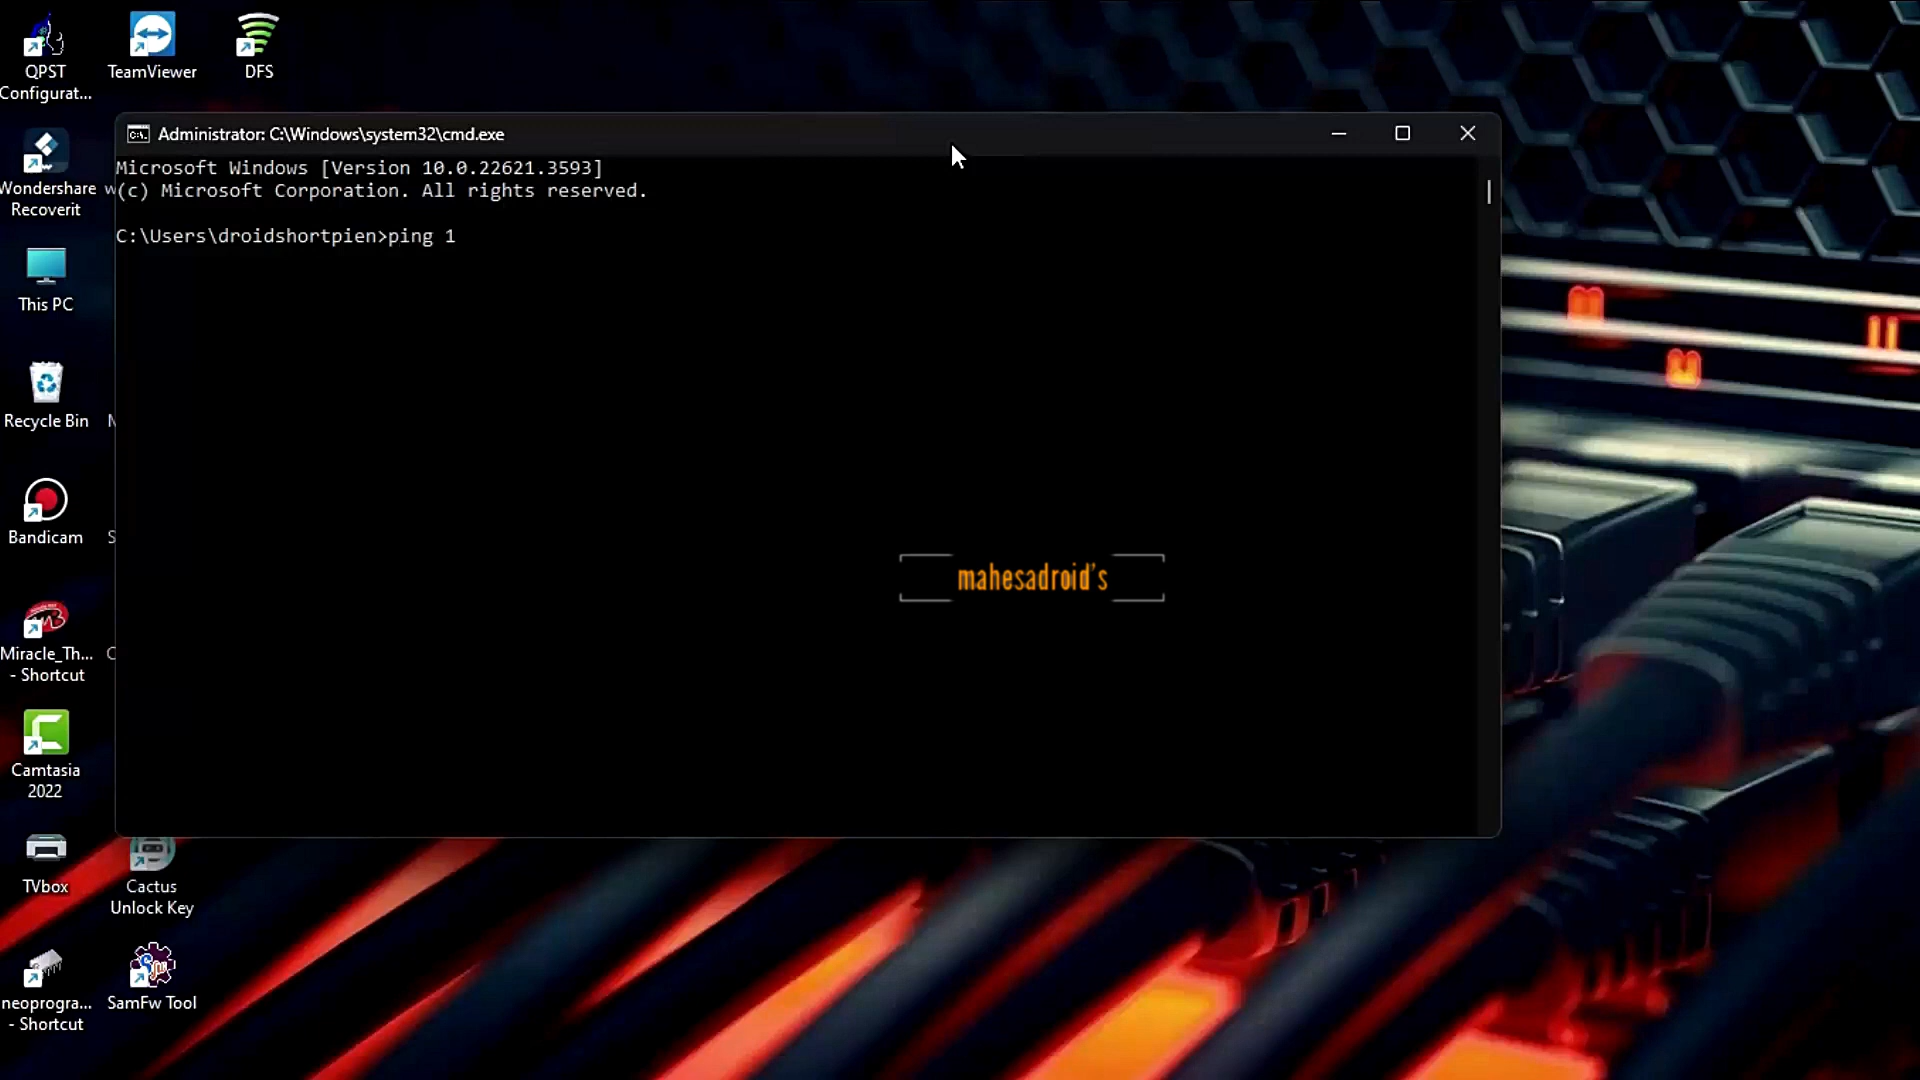 QPST
Configurat...
TeamViewer
DFS
Administrator: C:\Windows\system32\cmd.exe
Microsoft Windows [Version 10.0.22621.3593]
(c) Microsoft Corporation. All rights reserved.
C:\Users\droidshortpien>ping 1
Wondershare
Recoverit
This PC
Recycle Bin
Bandicam
Miracle_Th...
- Shortcut
Camtasia
2022
TVbox
Cactus
Unlock Key
neoprogra...
- Shortcut
SamFw Tool
mahesadroid's